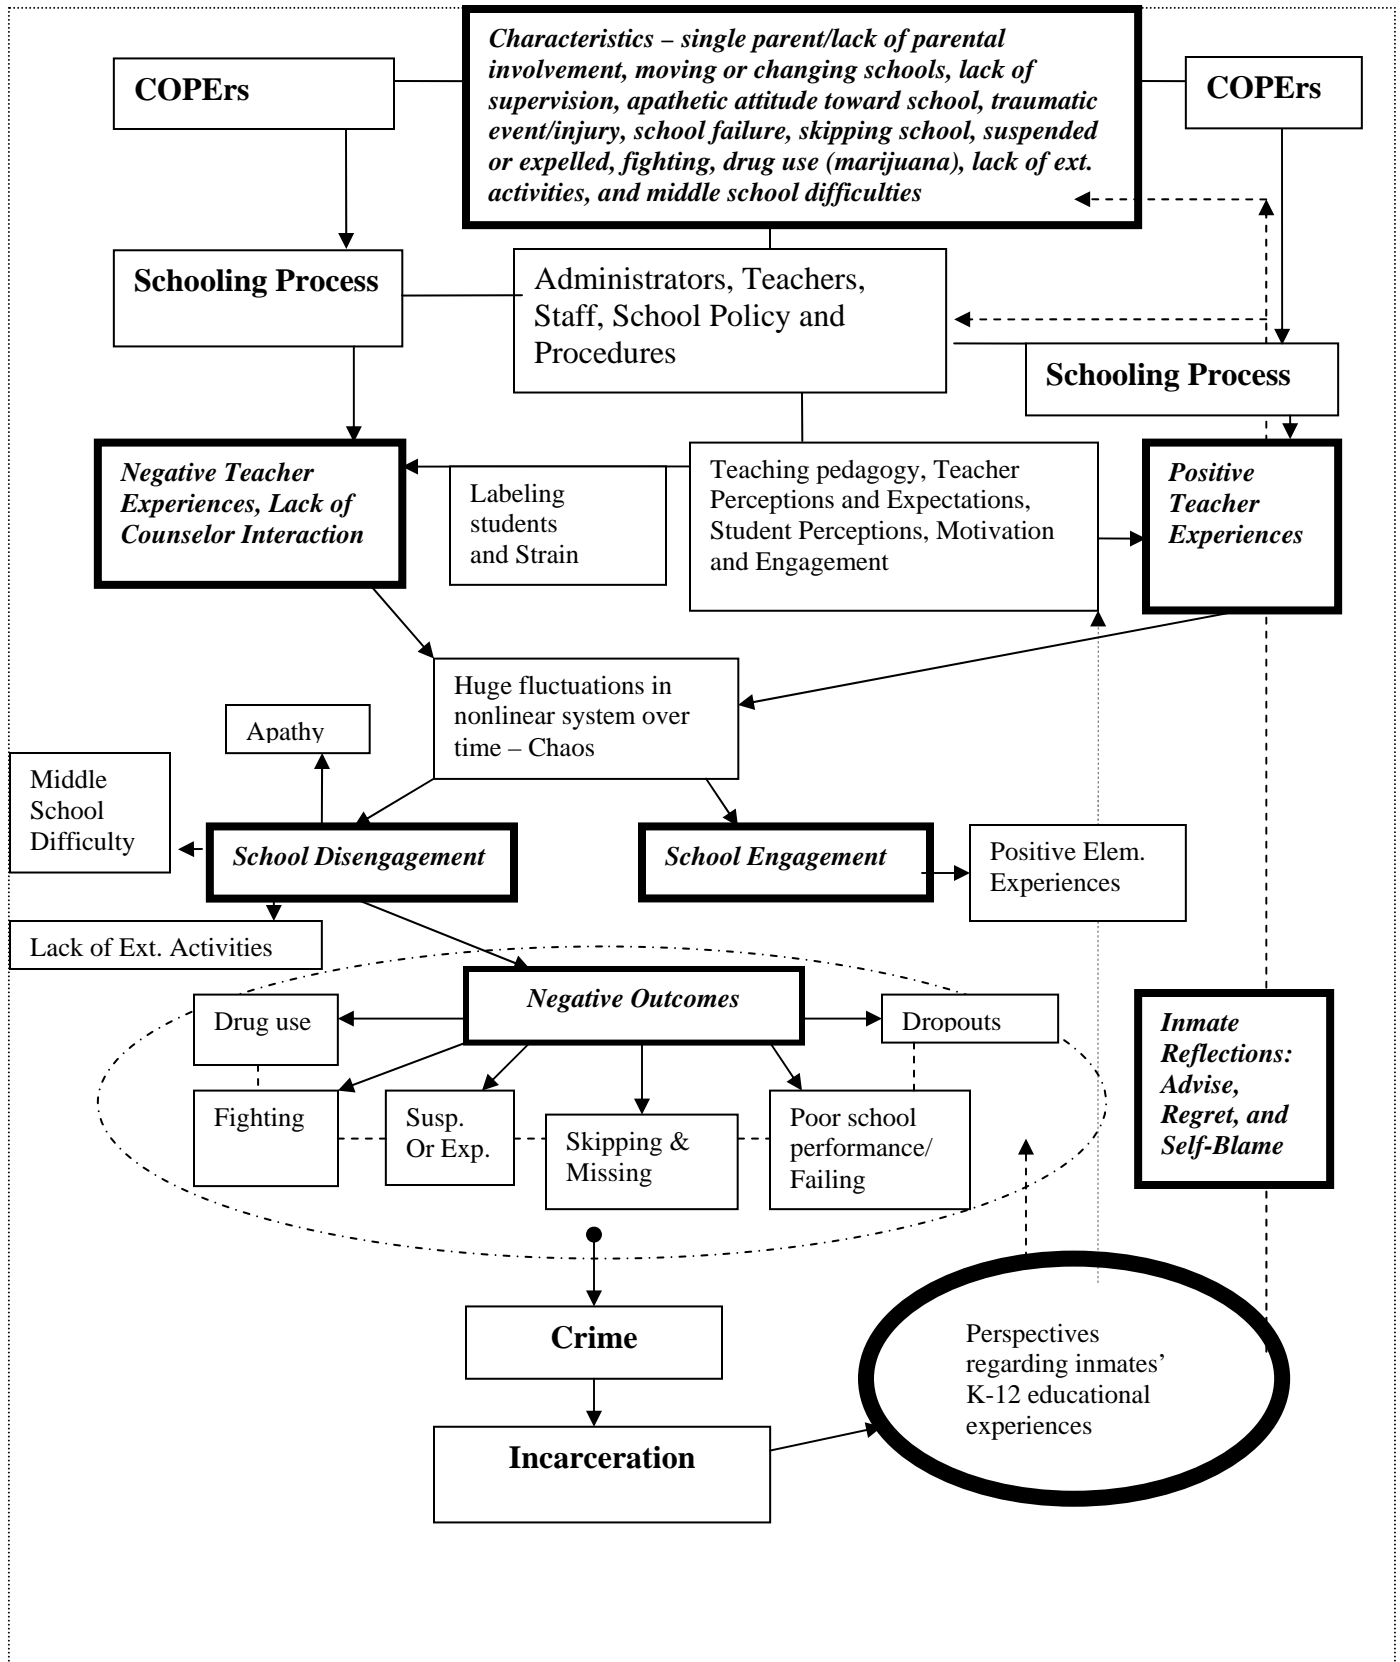 Characteristics – single parent/lack of parental
involvement, moving or changing schools, lack of
supervision, apathetic attitude toward school, traumatic
event/injury, school failure, skipping school, suspended
or expelled, fighting, drug use (marijuana), lack of ext.
activities, and middle school difficulties
COPErs
COPErs
Schooling Process
Administrators, Teachers,
Staff, School Policy and
Procedures
Schooling Process
Negative Teacher
Experiences, Lack of
Counselor Interaction
Labeling
students
and Strain
Teaching pedagogy, Teacher
Perceptions and Expectations,
Student Perceptions, Motivation
and Engagement
Positive
Teacher
Experiences
Huge fluctuations in
nonlinear system over
time – Chaos
Apathy
Middle
School
Difficulty
School Disengagement
School Engagement
Positive Elem.
Experiences
Lack of Ext. Activities
Negative Outcomes
Drug use
Dropouts
Fighting
Susp.
Or Exp.
Skipping &
Missing
Poor school
performance/
Failing
Inmate
Reflections:
Advise,
Regret, and
Self-Blame
Crime
Perspectives
regarding inmates’
K-12 educational
experiences
Incarceration